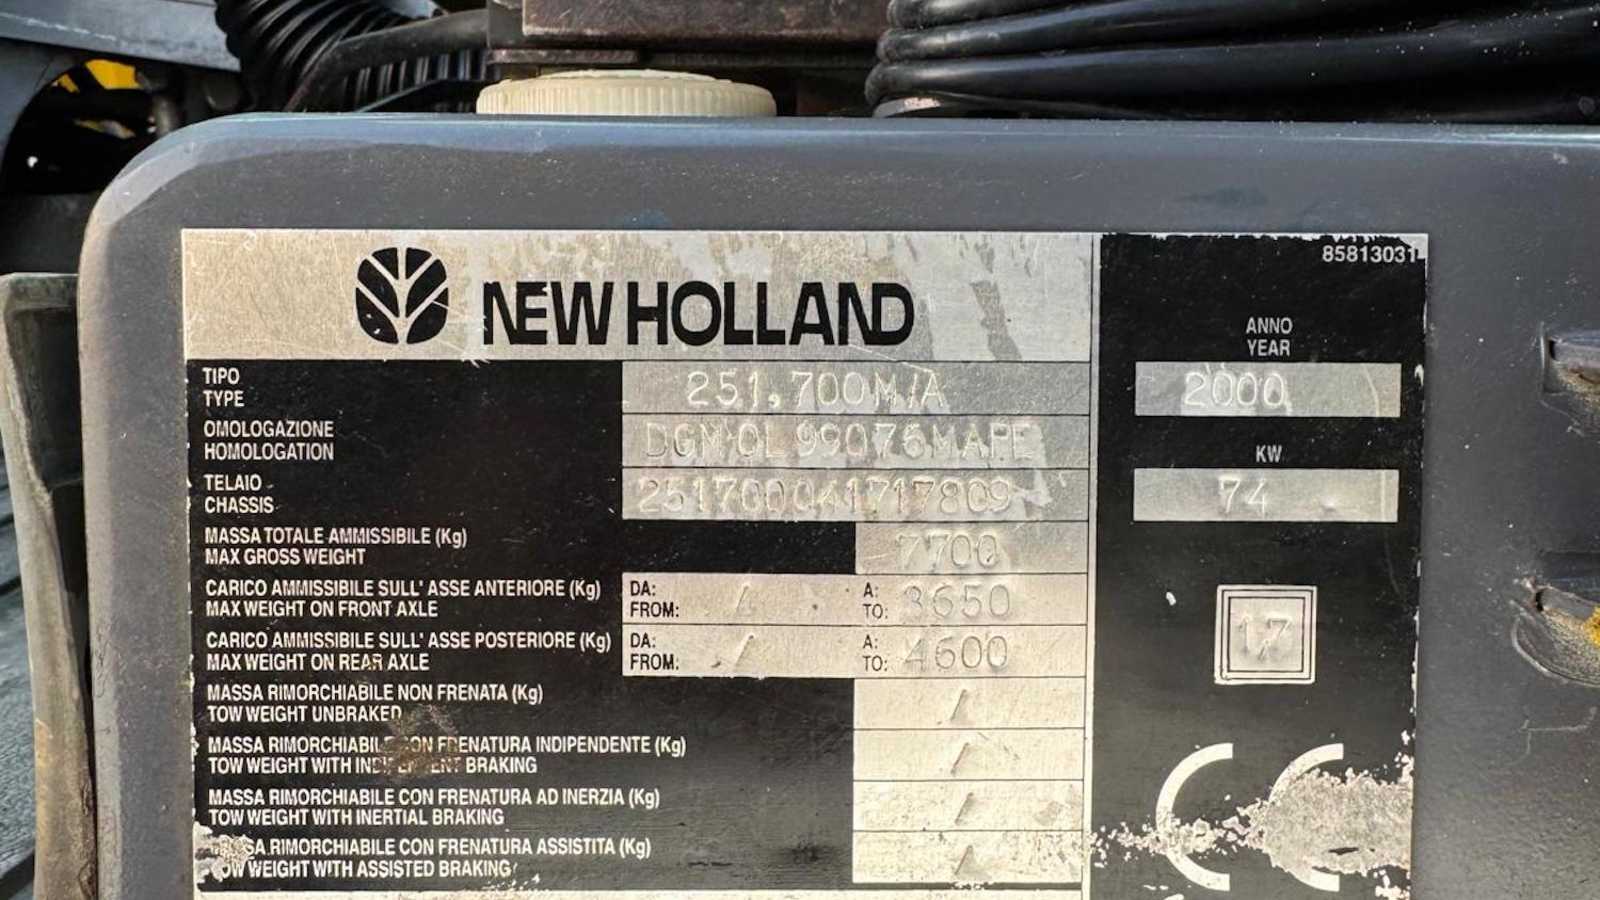 85813031
NEW HOLLAND
ANNO
YEAR
2000
TIPO
TYPE
251,700M/A
OMOLOGAZIONE
HOMOLOGATION
KW
74
TELAIO
CHASSIS
MASSA TOTALE AMMISSIBILE (Kg)
MAX GROSS WEIGHT
7700
CARICO AMMISSIBILE SULL' ASSE ANTERIORE (Kg)
MAX WEIGHT ON FRONT AXLE
DA: / A:
FROM: TO: 3650
CARICO AMMISSIBILE SULL' ASSE POSTERIORE (Kg)
MAX WEIGHT ON REAR AXLE
DA: / A:
FROM: TO: 4600
17
MASSA RIMORCHIABILE NON FRENATA (Kg)
TOW WEIGHT UNBRAKED
/
MASSA RIMORCHIABILE CON FRENATURA INDIPENDENTE (Kg)
TOW WEIGHT WITH INDEPENDENT BRAKING
/
MASSA RIMORCHIABILE CON FRENATURA AD INERZIA (Kg)
TOW WEIGHT WITH INERTIAL BRAKING
/
MASSA RIMORCHIABILE CON FRENATURA ASSISTITA (Kg)
TOW WEIGHT WITH ASSISTED BRAKING
/
CE